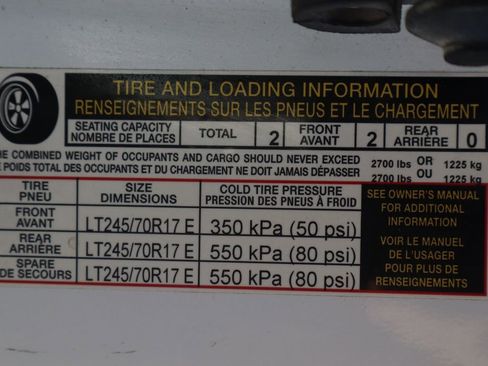 TIRE AND LOADING INFORMATION
RENSEIGNEMENTS SUR LES PNEUS ET LE CHARGEMENT
SEATING CAPACITY
NOMBRE DE PLACES
TOTAL 2
FRONT
AVANT
2
REAR
ARRIÈRE
0
THE COMBINED WEIGHT OF OCCUPANTS AND CARGO SHOULD NEVER EXCEED 2700 lbs OR 1225 kg
LE POIDS TOTAL DES OCCUPANTS ET DU CHARGEMENT NE DOIT JAMAIS DÉPASSER 2700 lbs OU 1225 kg
TIRE
PNEU
SIZE
DIMENSIONS
COLD TIRE PRESSURE
PRESSION DES PNEUS À FROID
FRONT
AVANT
LT245/70R17 E
350 kPa (50 psi)
REAR
ARRIÈRE
LT245/70R17 E
550 kPa (80 psi)
SPARE
DE SECOURS
LT245/70R17 E
550 kPa (80 psi)
SEE OWNER'S MANUAL
FOR ADDITIONAL
INFORMATION
VOIR LE MANUEL
DE L'USAGER
POUR PLUS DE
RENSEIGNEMENTS